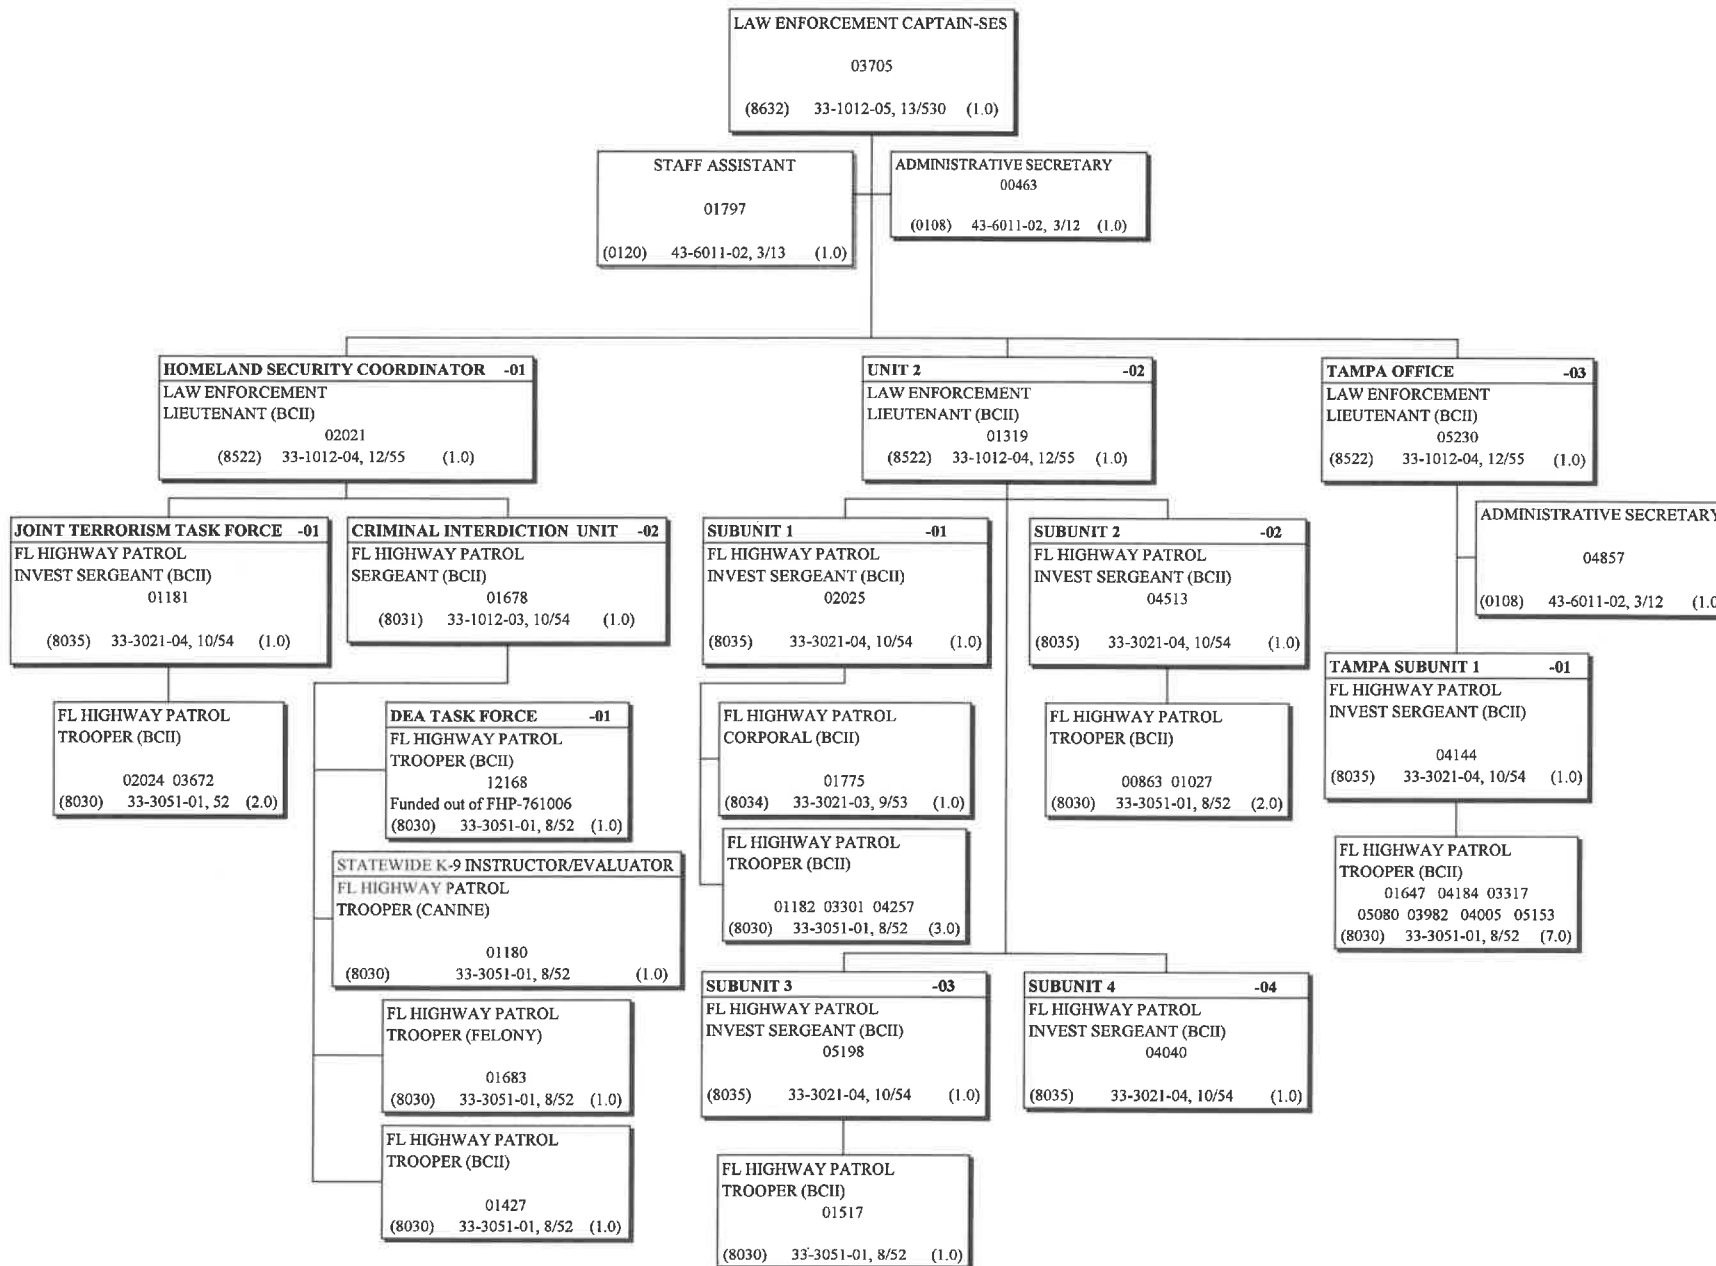 LAW ENFORCEMENT CAPTAIN-SES
03705
(8632) 33-1012-05, 13/530 (1.0)
STAFF ASSISTANT
01797
(0120) 43-6011-02, 3/13 (1.0)
ADMINISTRATIVE SECRETARY
00463
(0108) 43-6011-02, 3/12 (1.0)
HOMELAND SECURITY COORDINATOR -01
LAW ENFORCEMENT
LIEUTENANT (BCII)
02021
(8522) 33-1012-04, 12/55 (1.0)
UNIT 2 -02
LAW ENFORCEMENT
LIEUTENANT (BCII)
01319
(8522) 33-1012-04, 12/55 (1.0)
TAMPA OFFICE -03
LAW ENFORCEMENT
LIEUTENANT (BCII)
05230
(8522) 33-1012-04, 12/55 (1.0)
JOINT TERRORISM TASK FORCE -01
FL HIGHWAY PATROL
INVEST SERGEANT (BCII)
01181
(8035) 33-3021-04, 10/54 (1.0)
CRIMINAL INTERDICTION UNIT -02
FL HIGHWAY PATROL
SERGEANT (BCII)
01678
(8031) 33-1012-03, 10/54 (1.0)
SUBUNIT 1 -01
FL HIGHWAY PATROL
INVEST SERGEANT (BCII)
02025
(8035) 33-3021-04, 10/54 (1.0)
SUBUNIT 2 -02
FL HIGHWAY PATROL
INVEST SERGEANT (BCII)
04513
(8035) 33-3021-04, 10/54 (1.0)
ADMINISTRATIVE SECRETARY
04857
(0108) 43-6011-02, 3/12 (1.0
TAMPA SUBUNIT 1 -01
FL HIGHWAY PATROL
INVEST SERGEANT (BCII)
04144
(8035) 33-3021-04, 10/54 (1.0)
FL HIGHWAY PATROL
TROOPER (BCII)
02024 03672
(8030) 33-3051-01, 52 (2.0)
DEA TASK FORCE -01
FL HIGHWAY PATROL
TROOPER (BCII)
12168
Funded out of FHP-761006
(8030) 33-3051-01, 8/52 (1.0)
FL HIGHWAY PATROL
CORPORAL (BCII)
01775
(8034) 33-3021-03, 9/53 (1.0)
FL HIGHWAY PATROL
TROOPER (BCII)
00863 01027
(8030) 33-3051-01, 8/52 (2.0)
STATEWIDE K-9 INSTRUCTOR/EVALUATOR
FL HIGHWAY PATROL
TROOPER (CANINE)
01180
(8030) 33-3051-01, 8/52 (1.0)
FL HIGHWAY PATROL
TROOPER (BCII)
01182 03301 04257
(8030) 33-3051-01, 8/52 (3.0)
FL HIGHWAY PATROL
TROOPER (BCII)
01647 04184 03317
05080 03982 04005 05153
(8030) 33-3051-01, 8/52 (7.0)
FL HIGHWAY PATROL
TROOPER (FELONY)
01683
(8030) 33-3051-01, 8/52 (1.0)
SUBUNIT 3 -03
FL HIGHWAY PATROL
INVEST SERGEANT (BCII)
05198
(8035) 33-3021-04, 10/54 (1.0)
SUBUNIT 4 -04
FL HIGHWAY PATROL
INVEST SERGEANT (BCII)
04040
(8035) 33-3021-04, 10/54 (1.0)
FL HIGHWAY PATROL
TROOPER (BCII)
01427
(8030) 33-3051-01, 8/52 (1.0)
FL HIGHWAY PATROL
TROOPER (BCII)
01517
(8030) 33-3051-01, 8/52 (1.0)